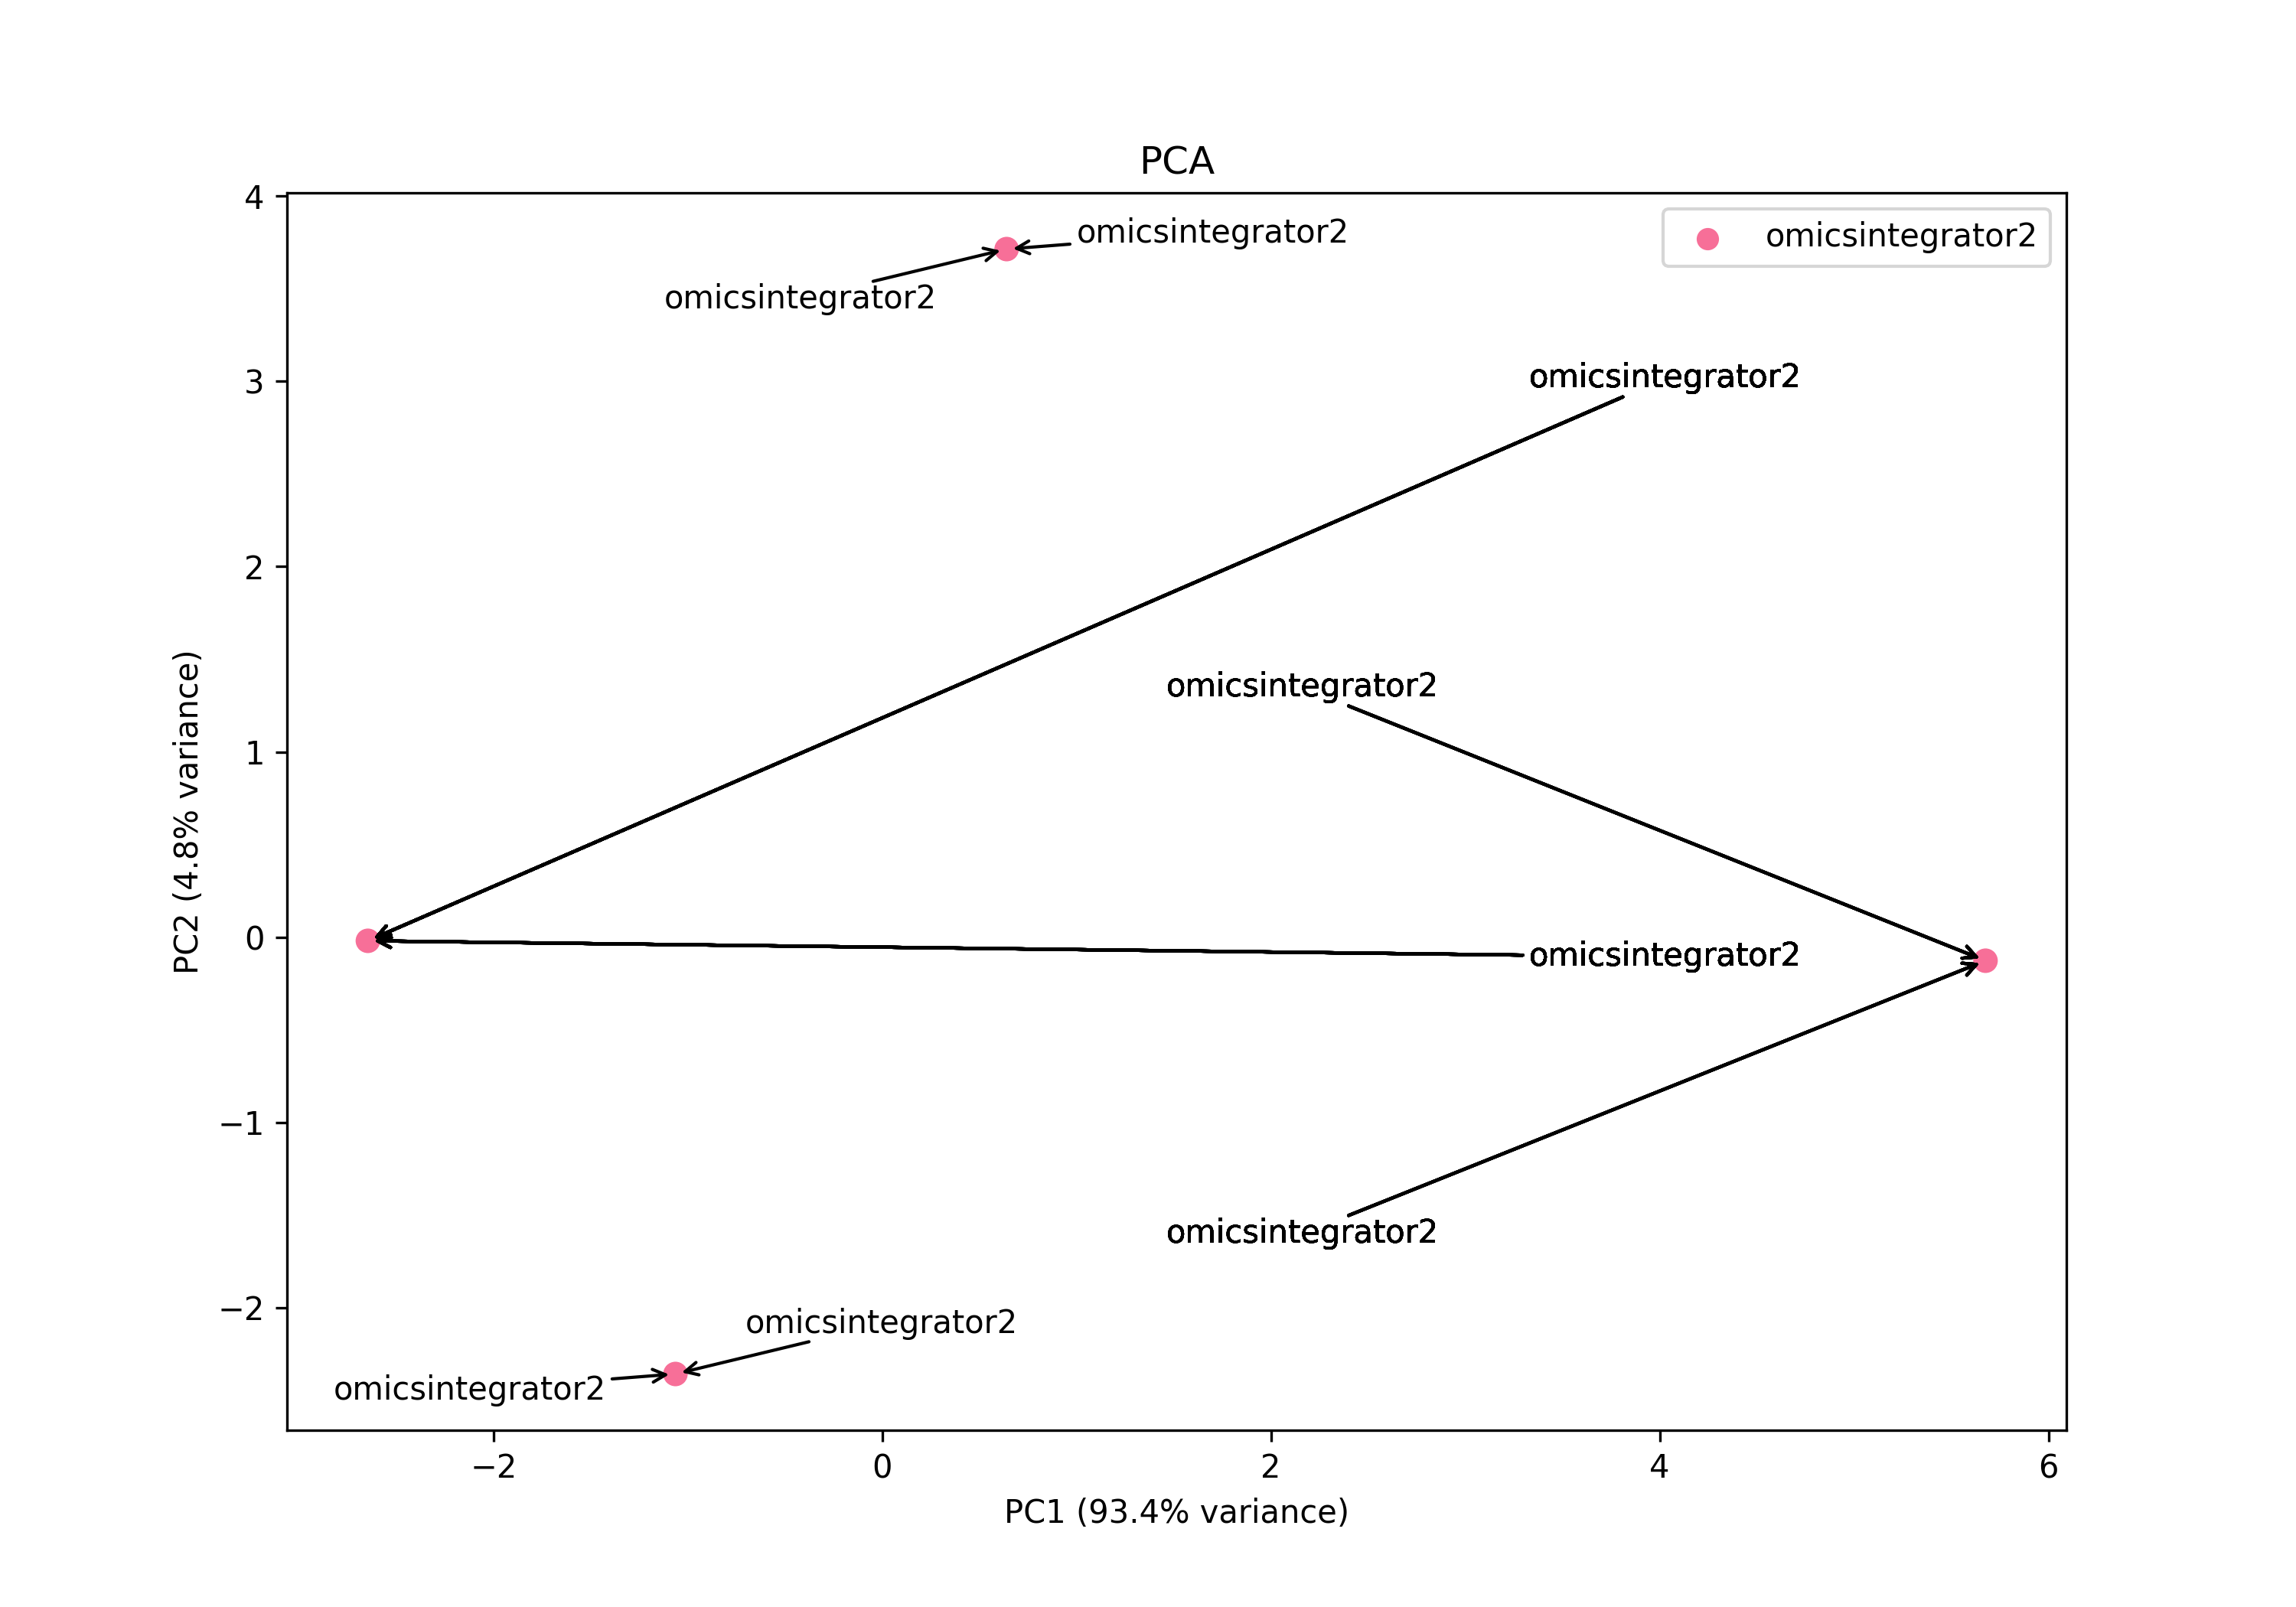 PCA
4
omicsintegrator2
omicsintegrator2
omicsintegrator2
3
omicsintegrator2
2
omicsintegrator2
1
0
omicsintegrator2
−1
omicsintegrator2
−2
omicsintegrator2
omicsintegrator2
PC2 (4.8% variance)
−2 0 2 4 6
PC1 (93.4% variance)